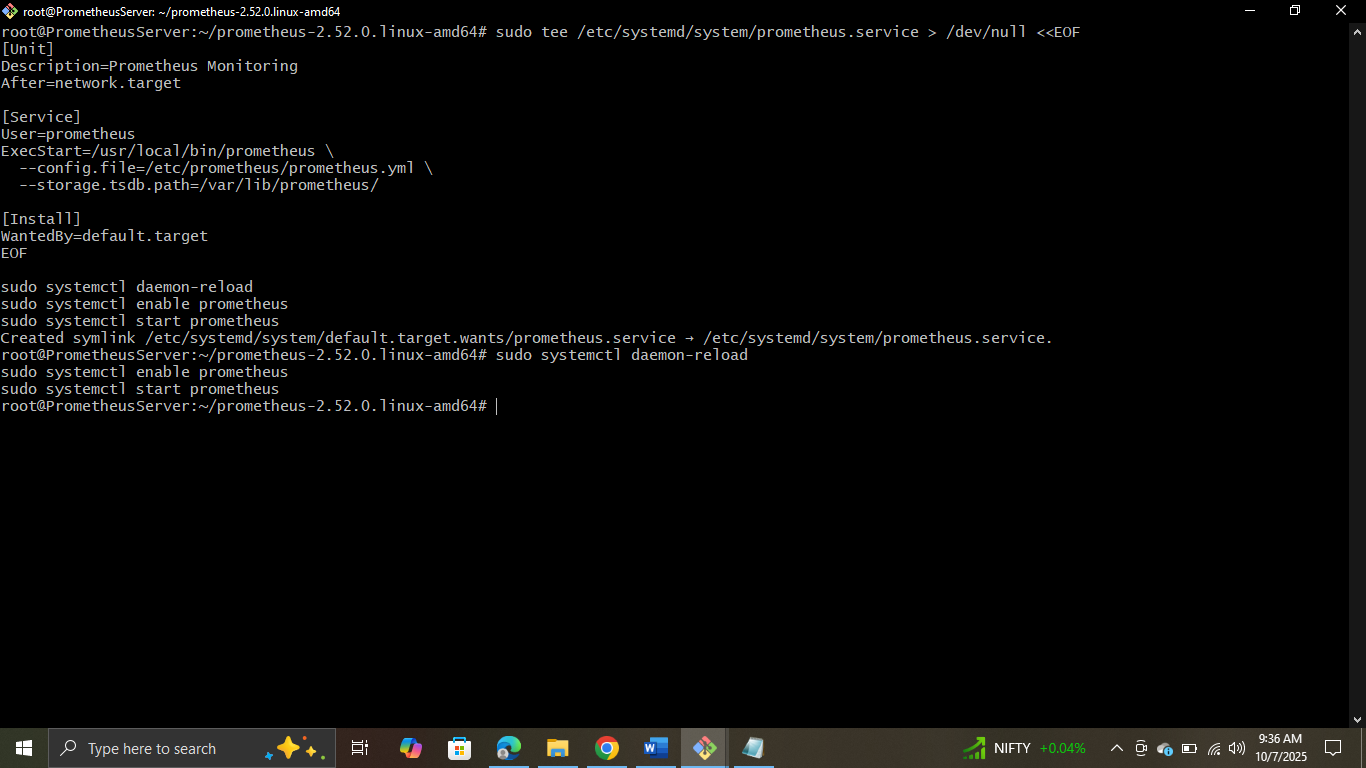 root@PrometheusServer: ~/prometheus-2.52.0.linux-amd64
root@PrometheusServer:~/prometheus-2.52.0.linux-amd64# sudo tee /etc/systemd/system/prometheus.service > /dev/null <<EOF
[Unit]
Description=Prometheus Monitoring
After=network.target

[Service]
User=prometheus
ExecStart=/usr/local/bin/prometheus \
  --config.file=/etc/prometheus/prometheus.yml \
  --storage.tsdb.path=/var/lib/prometheus/

[Install]
WantedBy=default.target
EOF

sudo systemctl daemon-reload
sudo systemctl enable prometheus
sudo systemctl start prometheus
Created symlink /etc/systemd/system/default.target.wants/prometheus.service → /etc/systemd/system/prometheus.service.
root@PrometheusServer:~/prometheus-2.52.0.linux-amd64# sudo systemctl daemon-reload
sudo systemctl enable prometheus
sudo systemctl start prometheus
root@PrometheusServer:~/prometheus-2.52.0.linux-amd64#
Type here to search
NIFTY +0.04%
9:36 AM
10/7/2025